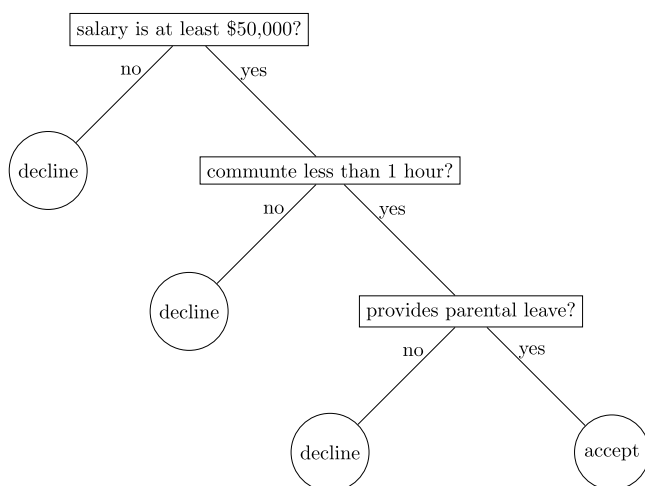 salary is at least $50,000?
no
yes
decline
communte less than 1 hour?
no
yes
decline
provides parental leave?
no
yes
decline
accept